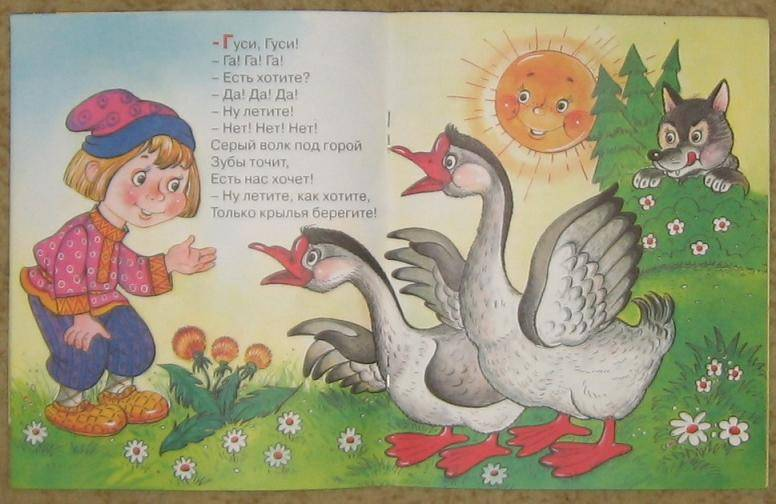 - Гуси, Гуси!
- Га! Га! Га!
- Есть хотите?
- Да! Да! Да!
- Ну летите!
- Нет! Нет! Нет!
Серый волк под горой
Зубы точит,
Есть нас хочет!
- Ну летите, как хотите,
Только крылья берегите!